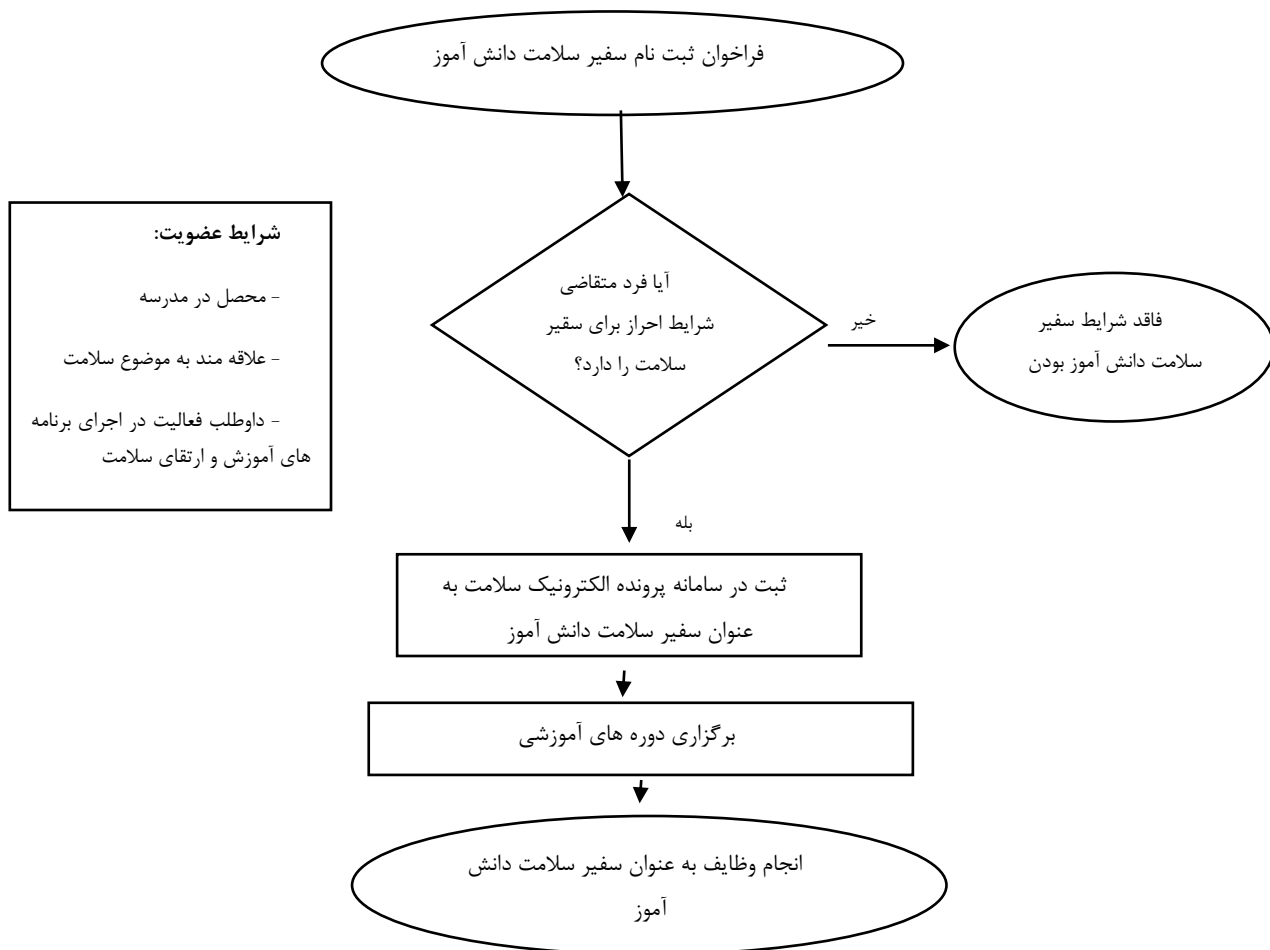 فراخوان ثبت نام سفیر سلامت دانش آموز
شرایط عضویت:
- محصل در مدرسه
- علاقه مند به موضوع سلامت
- داوطلب فعالیت در اجرای برنامه
های آموزش و ارتقای سلامت
آیا فرد متقاضی
شرایط احراز برای سقیر
سلامت را دارد؟
خیر
فاقد شرایط سفیر
سلامت دانش آموز بودن
بله
ثبت در سامانه پرونده الکترونیک سلامت به
عنوان سفیر سلامت دانش آموز
برگزاری دوره های آموزشی
انجام وظایف به عنوان سفیر سلامت دانش
آموز